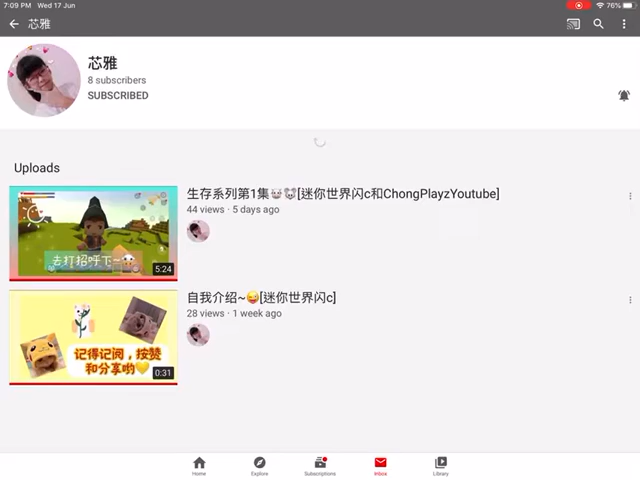 7:09 PM Wed 17 Jun
76%
芯雅
芯雅
8 subscribers
SUBSCRIBED
Uploads
生存系列第1集🐭🐭[迷你世界闪c和ChongPlayzYoutube]
44 views · 5 days ago
去打招呼下~
5:24
自我介绍~😜[迷你世界闪c]
28 views · 1 week ago
记得记阅，按赞
和分享哟💛
0:31
Home
Explore
Subscriptions
Inbox
Library